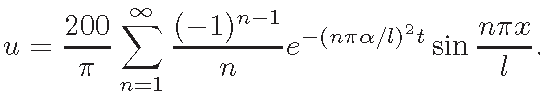 u = \frac{200}{\pi} \sum_{n=1}^{\infty} \frac{(-1)^{n-1}}{n} e^{-(n\pi\alpha/l)^2 t} \sin \frac{n\pi x}{l}.